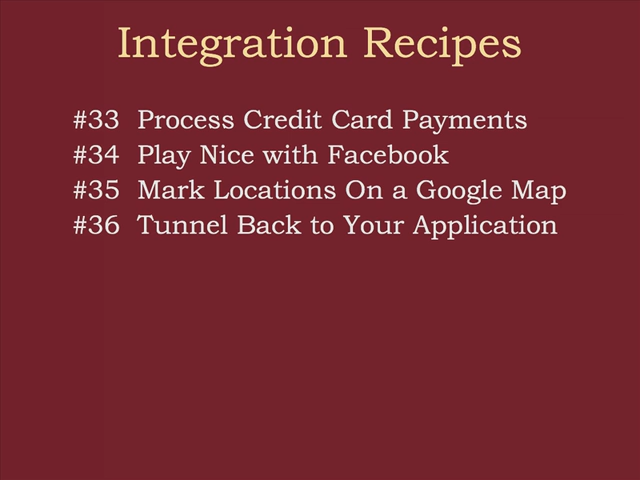 Integration Recipes
#33 Process Credit Card Payments
#34 Play Nice with Facebook
#35 Mark Locations On a Google Map
#36 Tunnel Back to Your Application